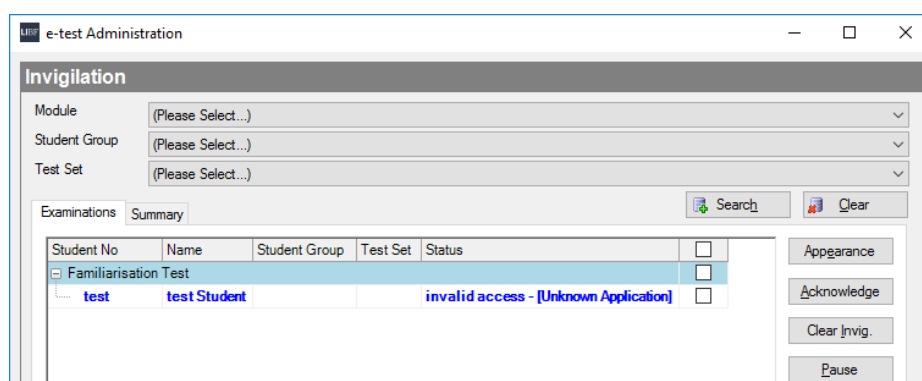 LIBF e-test Administration
Invigilation
Module (Please Select...)
Student Group (Please Select...)
Test Set (Please Select...)
Search Clear
Examinations Summary
Student No Name Student Group Test Set Status
Appearance
Familiarisation Test
test test Student invalid access - [Unknown Application]
Acknowledge
Clear Invig.
Pause